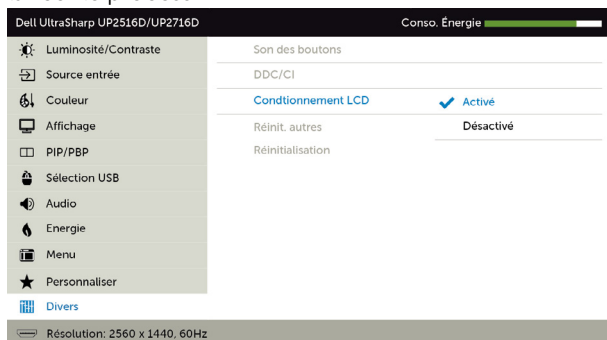 Dell UltraSharp UP2516D/UP2716D Conso. Énergie
Luminosité/Contraste Son des boutons
Source entrée DDC/CI
Couleur Condtionnement LCD Activé
Affichage Réinit. autres Désactivé
PIP/PBP Réinitialisation
Sélection USB
Audio
Energie
Menu
Personnaliser
Divers
Résolution: 2560 x 1440, 60Hz